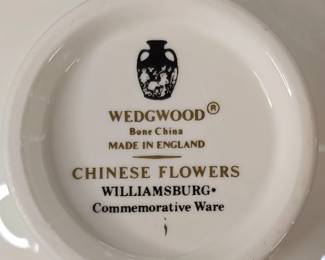 WEDGWOOD®
Bone China
MADE IN ENGLAND
CHINESE FLOWERS
WILLIAMSBURG•
Commemorative Ware